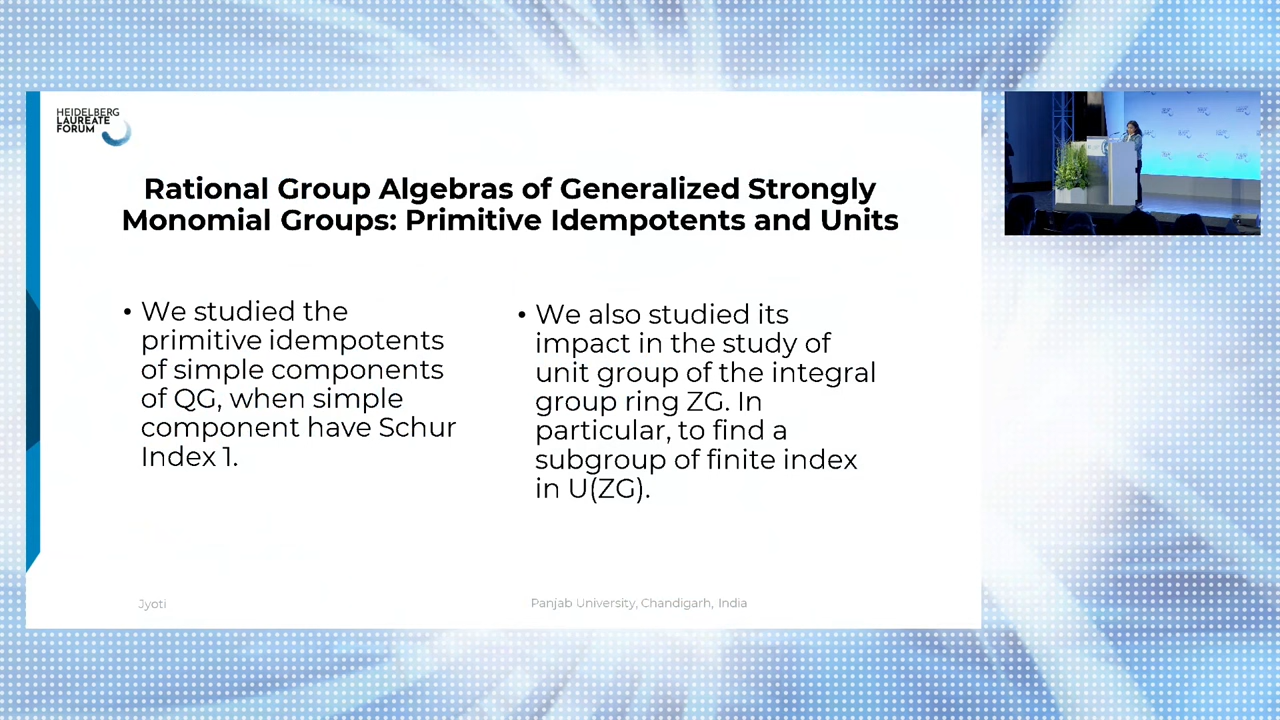 HEIDELBERG
LAUREATE
FORUM
Rational Group Algebras of Generalized Strongly
Monomial Groups: Primitive Idempotents and Units
• We studied the
primitive idempotents
of simple components
of QG, when simple
component have Schur
Index 1.
• We also studied its
impact in the study of
unit group of the integral
group ring ZG. In
particular, to find a
subgroup of finite index
in U(ZG).
Jyoti
Panjab University, Chandigarh, India